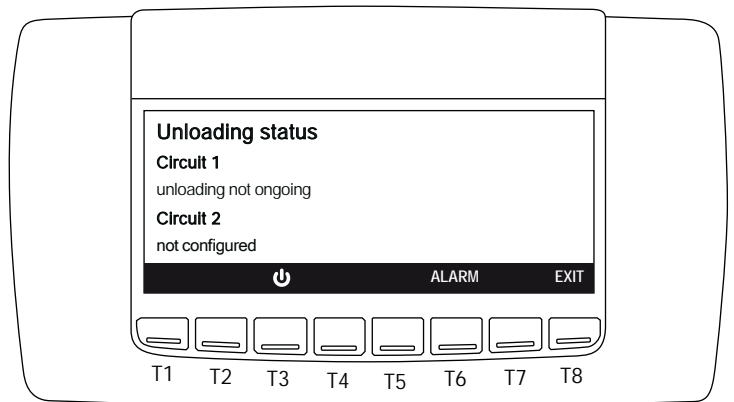 Unloading status
Circuit 1
unloading not ongoing
Circuit 2
not configured
ALARM EXIT
T1 T2 T3 T4 T5 T6 T7 T8